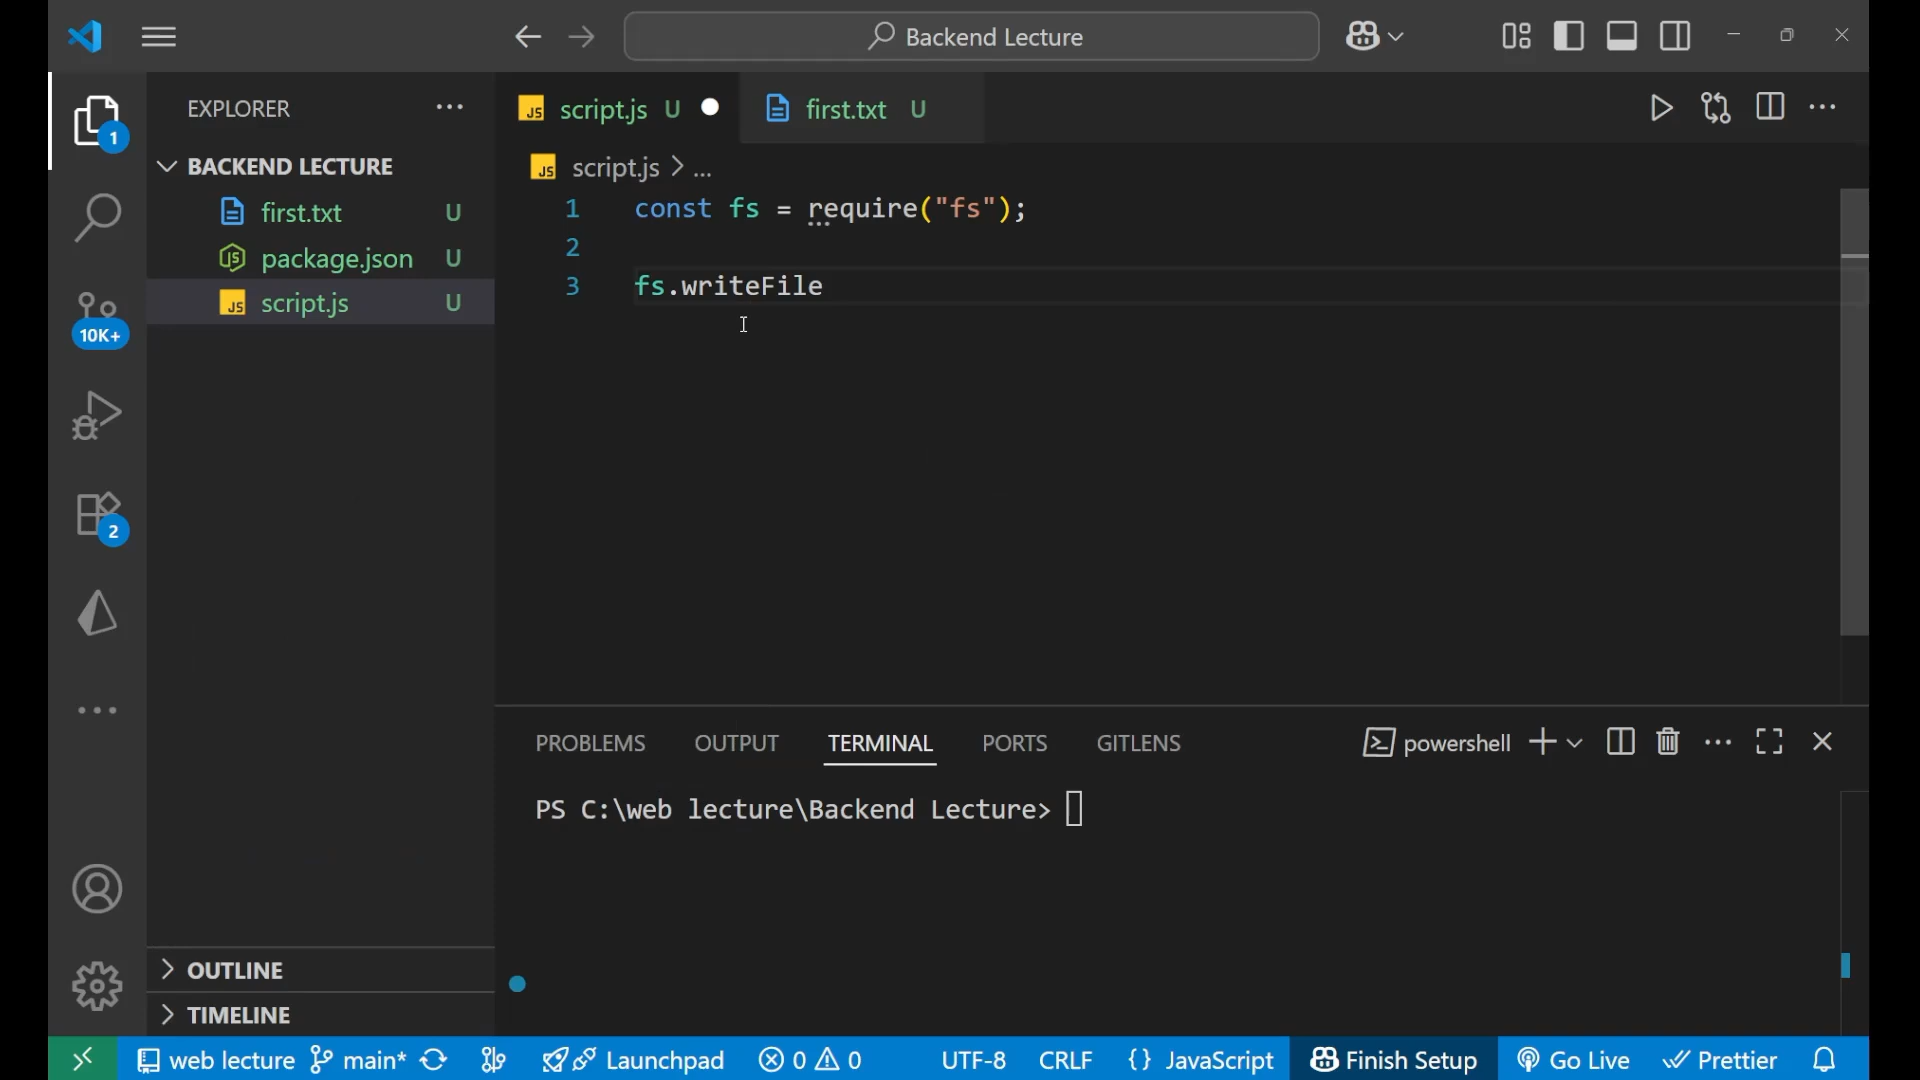 Backend Lecture
EXPLORER
script.js U
first.txt U
1
BACKEND LECTURE
script.js > ...
first.txt U
package.json U
script.js U
1 const fs = require("fs");
2
3 fs.writeFile
10K+
2
PROBLEMS OUTPUT TERMINAL PORTS GITLENS
powershell
PS C:\web lecture\Backend Lecture>
OUTLINE
TIMELINE
web lecture main* Launchpad 0 0 UTF-8 CRLF {} JavaScript Finish Setup Go Live Prettier